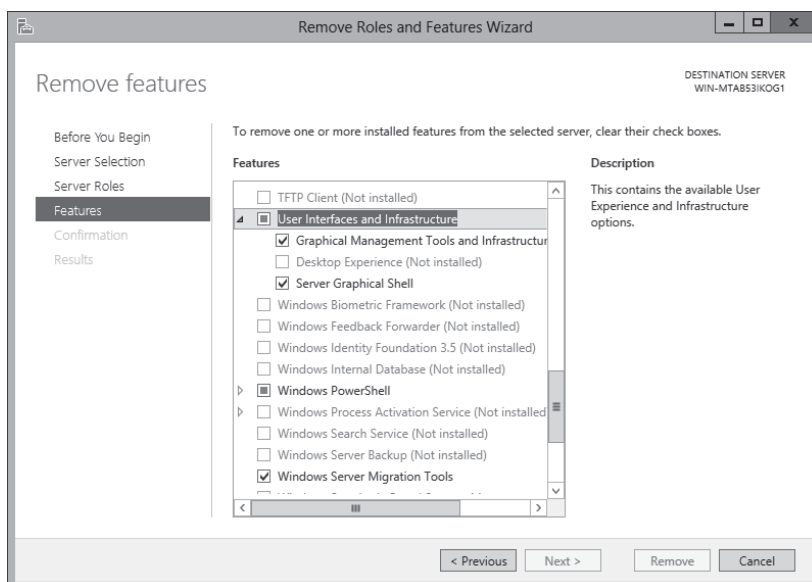 Remove Roles and Features Wizard
Remove features
DESTINATION SERVER
WIN-MTAB53IKOG1
Before You Begin
Server Selection
Server Roles
Features
Confirmation
Results
To remove one or more installed features from the selected server, clear their check boxes.
Features
TFTP Client (Not installed)
User Interfaces and Infrastructure
Graphical Management Tools and Infrastructur
Desktop Experience (Not installed)
Server Graphical Shell
Windows Biometric Framework (Not installed)
Windows Feedback Forwarder (Not installed)
Windows Identity Foundation 3.5 (Not installed)
Windows Internal Database (Not installed)
Windows PowerShell
Windows Process Activation Service (Not installed
Windows Search Service (Not installed)
Windows Server Backup (Not installed)
Windows Server Migration Tools
Description
This contains the available User
Experience and Infrastructure
options.
< Previous
Next >
Remove
Cancel